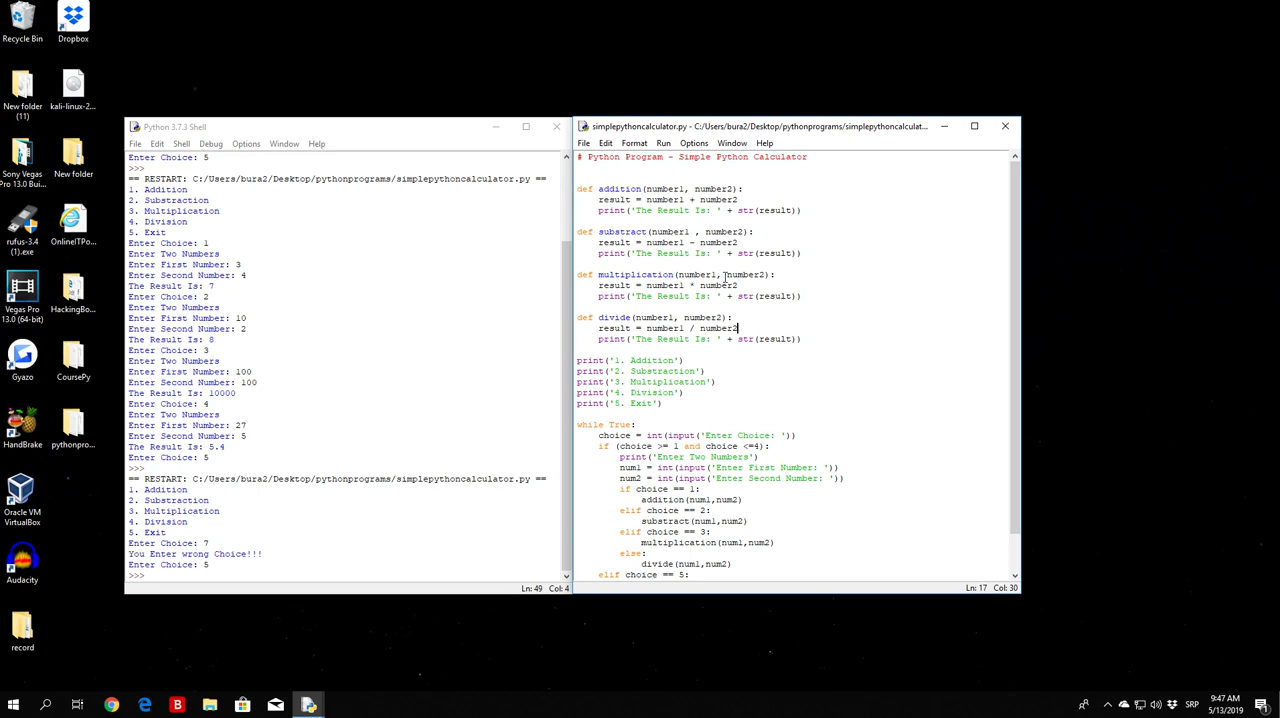 Recycle Bin
Dropbox
New folder
(11)
kali-linux-2...
Sony Vegas
Pro 13.0 Bui...
New folder
rufus-3.4
(1).exe
OnlineITPo...
Vegas Pro
13.0 (64-bit)
HackingBo...
Gyazo
CoursePy
HandBrake
pythonpro...
Oracle VM
VirtualBox
Audacity
record
Python 3.7.3 Shell
File Edit Shell Debug Options Window Help
Enter Choice: 5
>>>
== RESTART: C:/Users/bura2/Desktop/pythonprograms/simplepythoncalculator.py ==
1. Addition
2. Substraction
3. Multiplication
4. Division
5. Exit
Enter Choice: 1
Enter Two Numbers
Enter First Number: 3
Enter Second Number: 4
The Result Is: 7
Enter Choice: 2
Enter Two Numbers
Enter First Number: 10
Enter Second Number: 2
The Result Is: 8
Enter Choice: 3
Enter Two Numbers
Enter First Number: 100
Enter Second Number: 100
The Result Is: 10000
Enter Choice: 4
Enter Two Numbers
Enter First Number: 27
Enter Second Number: 5
The Result Is: 5.4
Enter Choice: 5
>>>
== RESTART: C:/Users/bura2/Desktop/pythonprograms/simplepythoncalculator.py ==
1. Addition
2. Substraction
3. Multiplication
4. Division
5. Exit
Enter Choice: 7
You Enter wrong Choice!!!
Enter Choice: 5
>>>
Ln: 49 Col: 4
simplepythoncalculator.py - C:/Users/bura2/Desktop/pythonprograms/simplepythoncalculat...
File Edit Format Run Options Window Help
# Python Program - Simple Python Calculator
def addition(number1, number2):
result = number1 + number2
print('The Result Is: ' + str(result))
def substract(number1 , number2):
result = number1 - number2
print('The Result Is: ' + str(result))
def multiplication(number1, number2):
result = number1 * number2
print('The Result Is: ' + str(result))
def divide(number1, number2):
result = number1 / number2
print('The Result Is: ' + str(result))
print('1. Addition')
print('2. Substraction')
print('3. Multiplication')
print('4. Division')
print('5. Exit')
while True:
choice = int(input('Enter Choice: '))
if (choice >= 1 and choice <=4):
print('Enter Two Numbers')
num1 = int(input('Enter First Number: '))
num2 = int(input('Enter Second Number: '))
if choice == 1:
addition(num1,num2)
elif choice == 2:
substract(num1,num2)
elif choice == 3:
multiplication(num1,num2)
else:
divide(num1,num2)
elif choice == 5:
Ln: 17 Col: 30
B
SRP
9:47 AM
5/13/2019